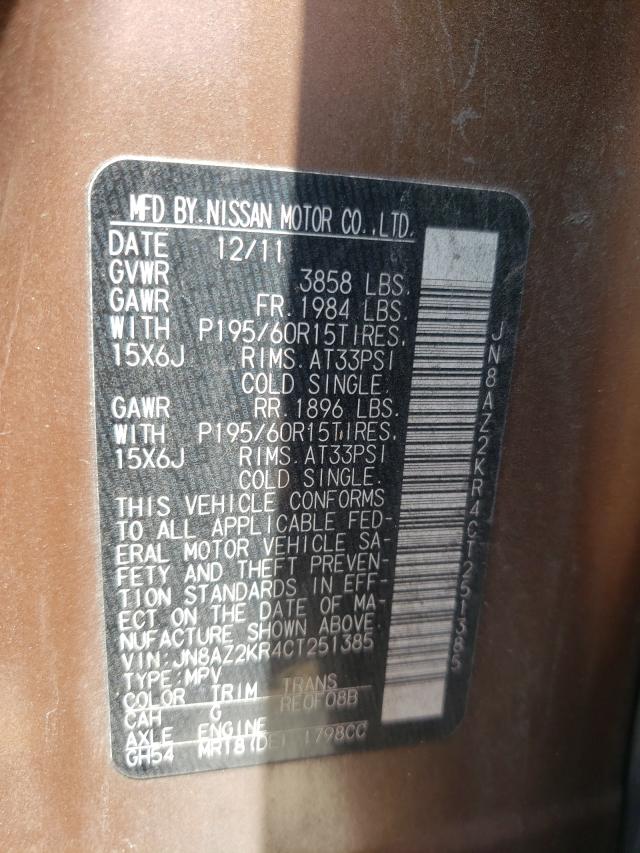 MFD BY.NISSAN MOTOR CO.,LTD.
DATE 12/11
GVWR 3858 LBS.
GAWR FR. 1984 LBS.
WITH P195/60R15TIRES.
15X6J RIMS. AT33PSI
COLD SINGLE.
GAWR RR. 1896 LBS.
WITH P195/60R15TIRES.
15X6J RIMS. AT33PSI
COLD SINGLE.
THIS VEHICLE CONFORMS
TO ALL APPLICABLE FED-
ERAL MOTOR VEHICLE SA-
FETY AND THEFT PREVEN-
TION STANDARDS IN EFF-
ECT ON THE DATE OF MA-
NUFACTURE SHOWN ABOVE.
VIN:JN8AZ2KR4CT251385
TYPE:MPV
COLOR TRIM TRANS
CAH G RE0F08B
AXLE ENGINE
GH54 MR18(DE) 1798CC
JN8AZ2KR4CT251385